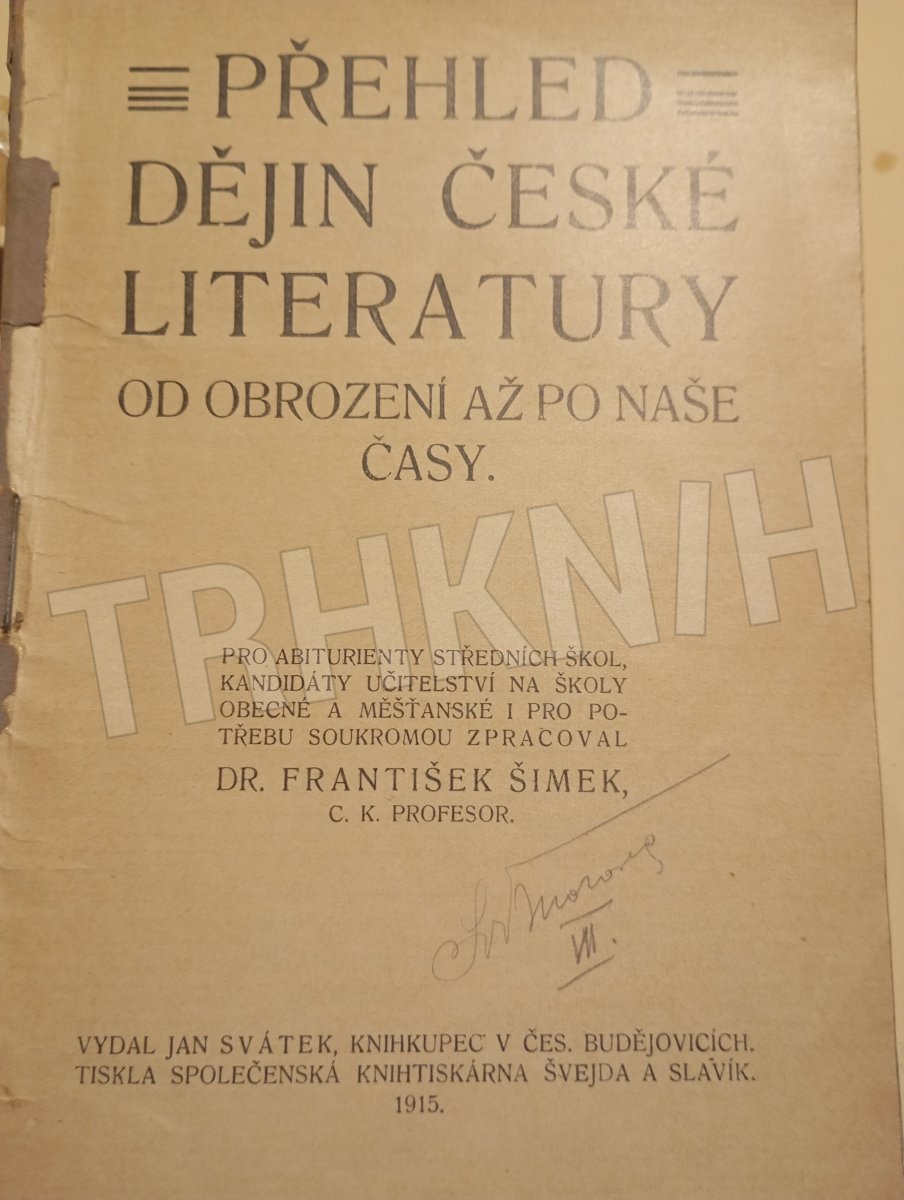 PŘEHLED
DĚJIN ČESKÉ
LITERATURY
OD OBROZENÍ AŽ PO NAŠE
ČASY.
TRHKNIH
PRO ABITURIENTY STŘEDNÍCH ŠKOL,
KANDIDÁTY UČITELSTVÍ NA ŠKOLY
OBECNÉ A MĚŠŤANSKÉ I PRO PO-
TŘEBU SOUKROMOU ZPRACOVAL
DR. FRANTIŠEK ŠIMEK,
C. K. PROFESOR.
VII.
VYDAL JAN SVÁTEK, KNIHKUPEC V ČES. BUDĚJOVICÍCH.
TISKLA SPOLEČENSKÁ KNIHTISKÁRNA ŠVEJDA A SLAVÍK.
1915.